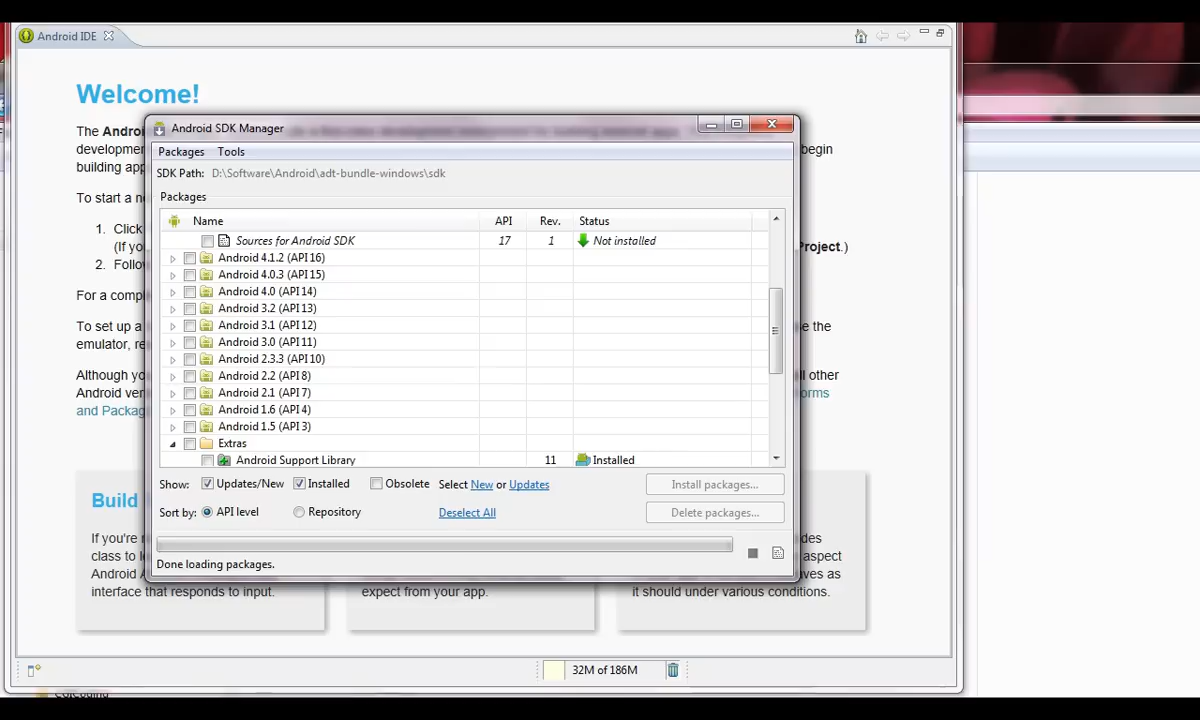 Android IDE
Welcome!
The Andro
developmen
begin
building app
Android SDK Manager
Packages Tools
SDK Path: D:\Software\Android\adt-bundle-windows\sdk
Packages
Name API Rev. Status
Sources for Android SDK 17 1 Not installed
Android 4.1.2 (API 16)
Android 4.0.3 (API 15)
Android 4.0 (API 14)
Android 3.2 (API 13)
Android 3.1 (API 12)
Android 3.0 (API 11)
Android 2.3.3 (API 10)
Android 2.2 (API 8)
Android 2.1 (API 7)
Android 1.6 (API 4)
Android 1.5 (API 3)
Extras
Android Support Library 11 Installed
Show: Updates/New Installed Obsolete Select New or Updates Install packages...
Sort by: API level Repository Deselect All Delete packages...
Done loading packages.
To start a n
1. Click
(If yo
Project.)
2. Follo
For a comp
To set up a
e the
emulator, re
Although yo
ll other
Android ver
orms
and Packag
Build
If you're
des
class to l
aspect
Android A
aves as
interface that responds to input.
expect from your app.
it should under various conditions.
32M of 186M